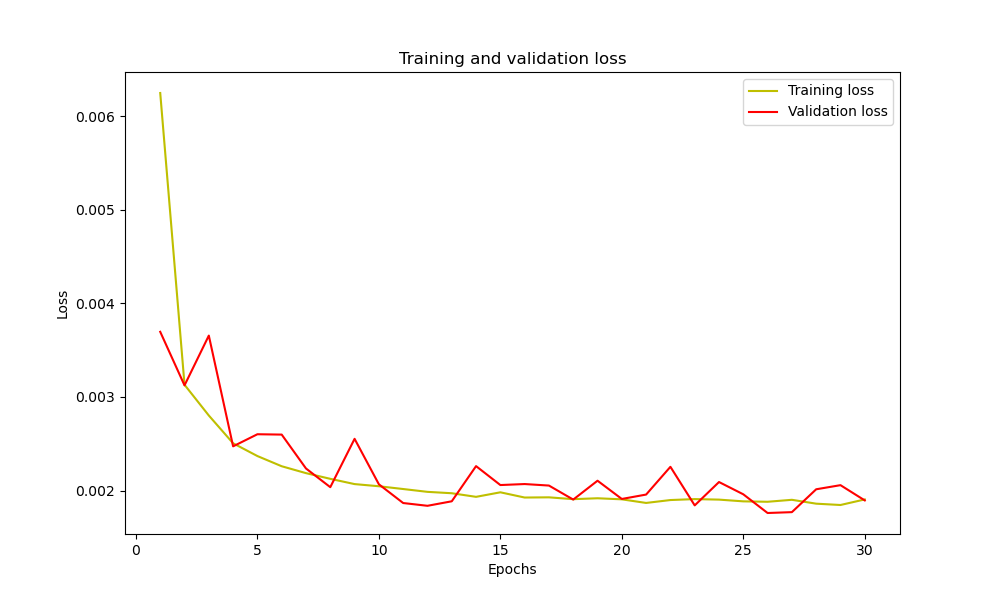 Training and validation loss
Training loss
Validation loss
0.006
0.005
0.004
0.003
0.002
Loss
0
5
10
15
20
25
30
Epochs